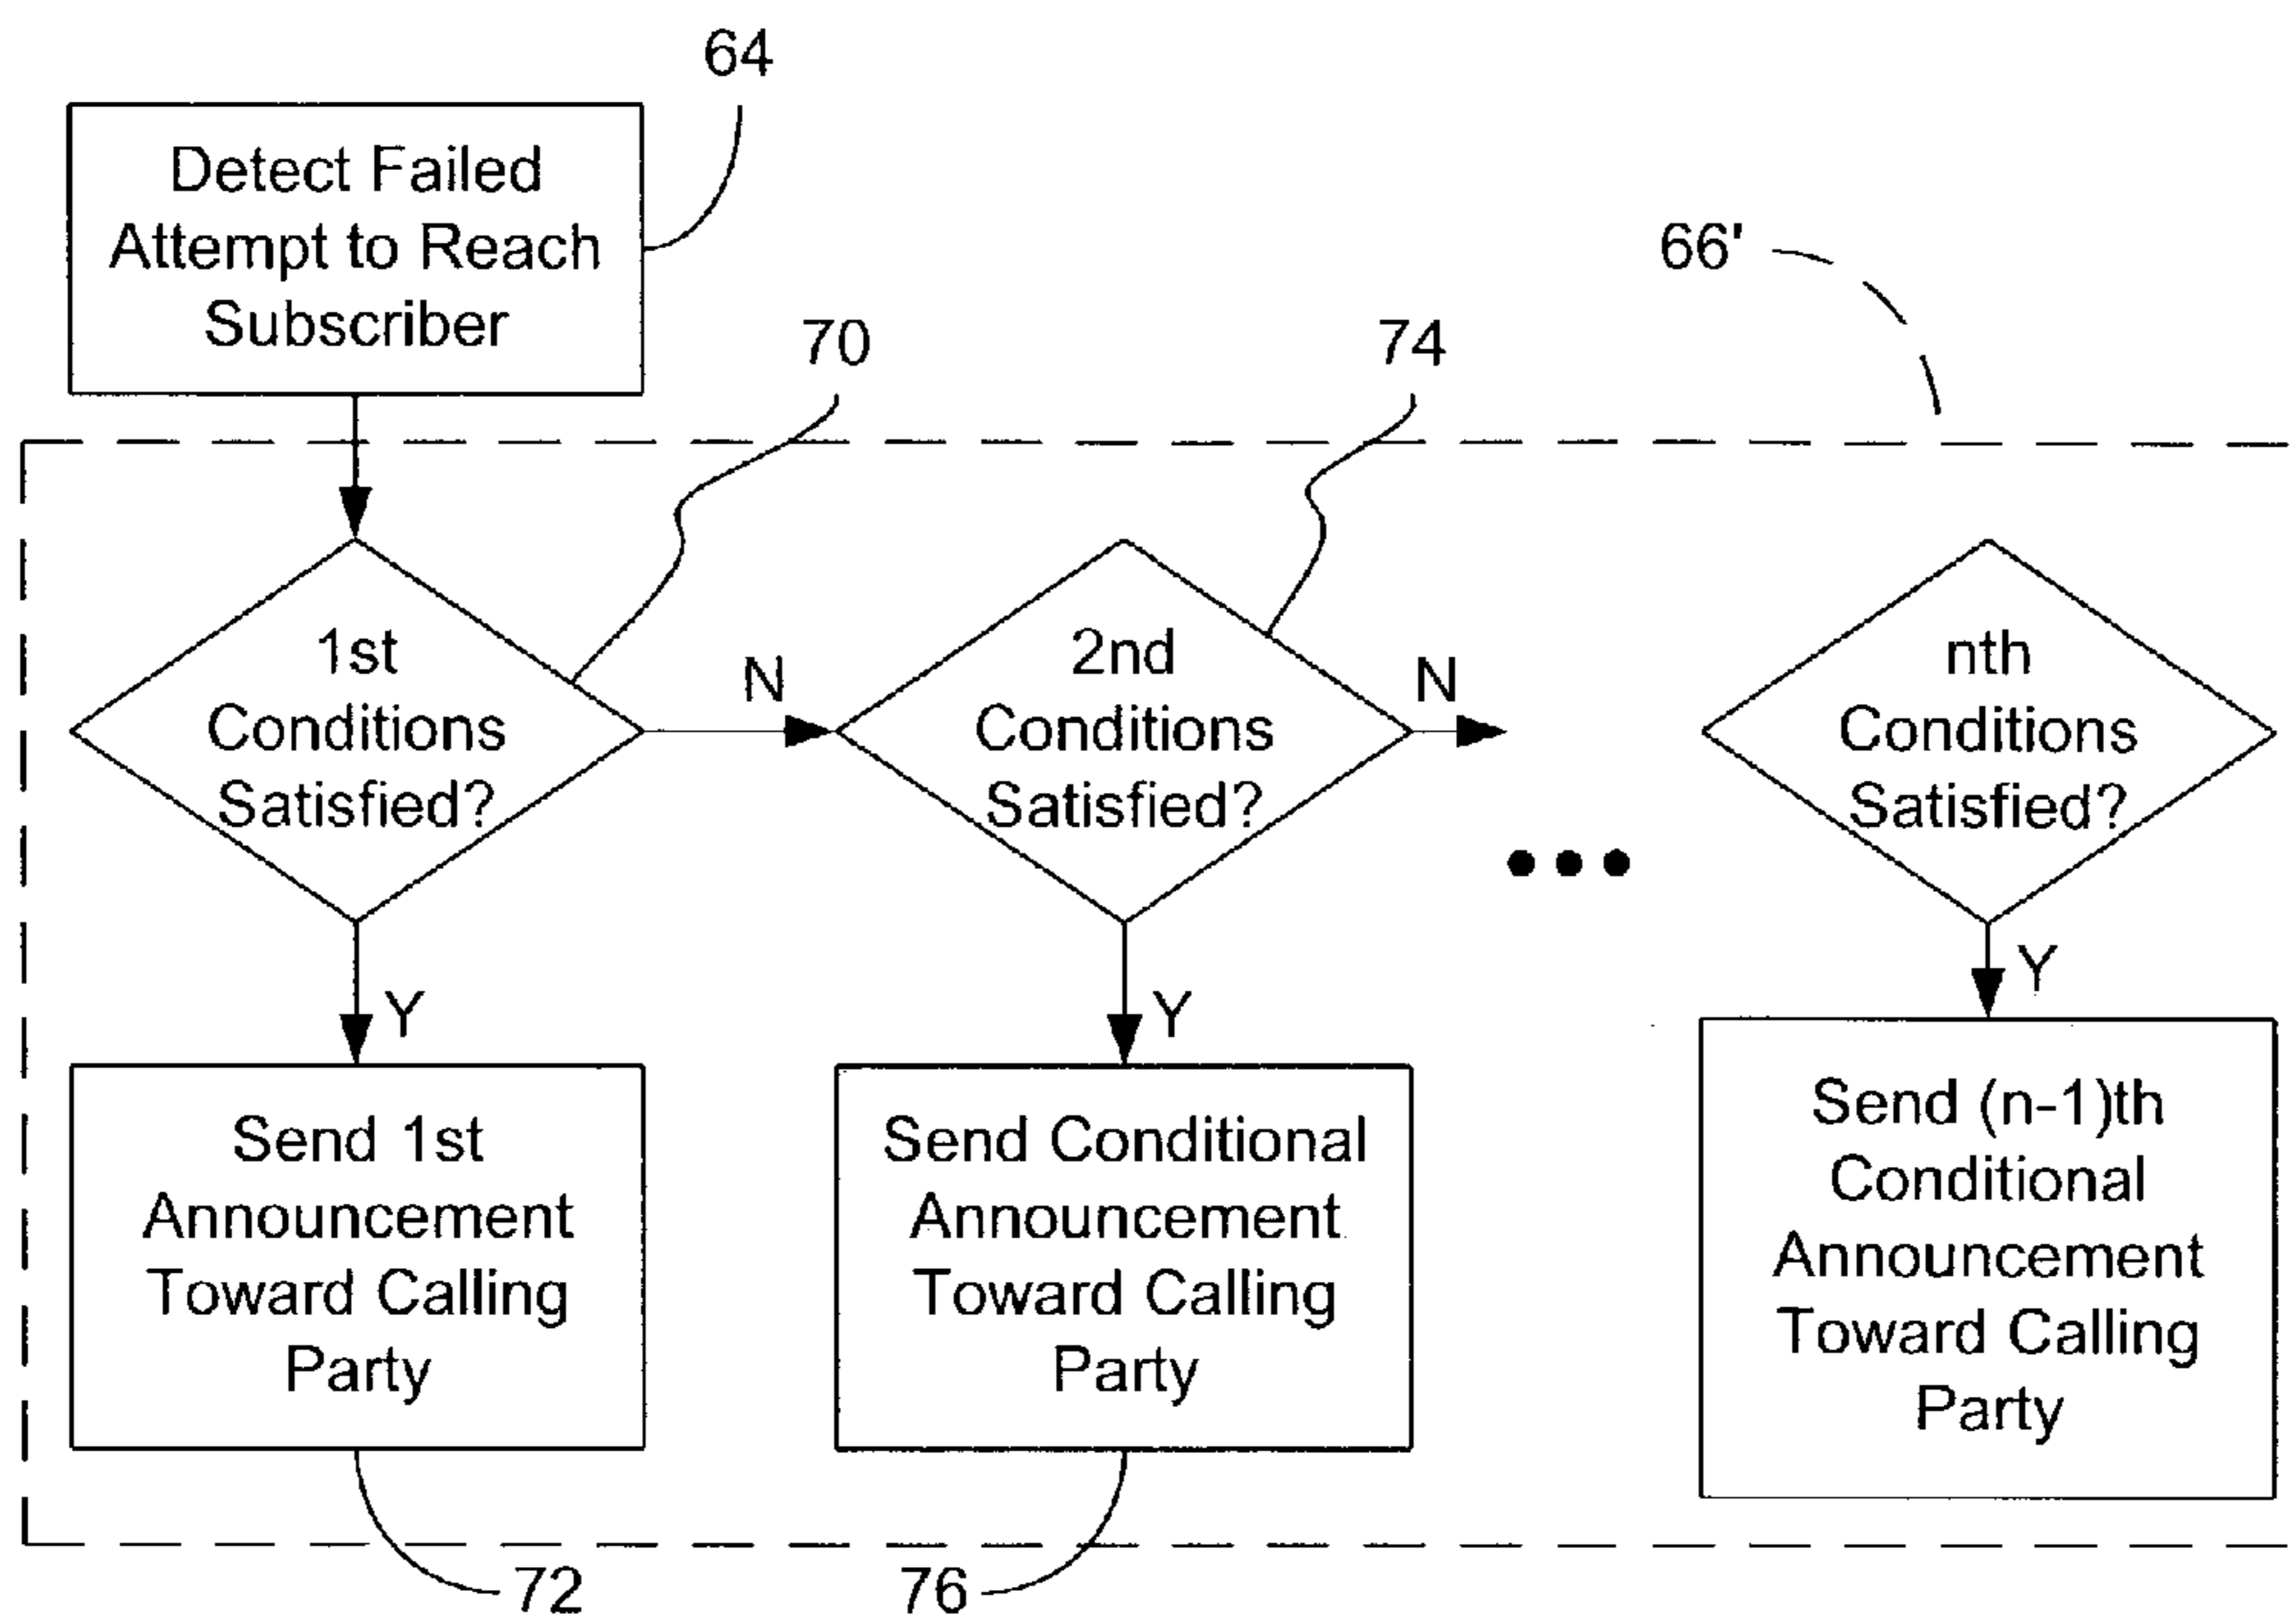 64
Detect Failed
Attempt to Reach
Subscriber
66'
70
74
1st
Conditions
Satisfied?
N
2nd
Conditions
Satisfied?
N
nth
Conditions
Satisfied?
Y
Y
Y
Send 1st
Announcement
Toward Calling
Party
Send Conditional
Announcement
Toward Calling
Party
Send (n-1)th
Conditional
Announcement
Toward Calling
Party
72
76